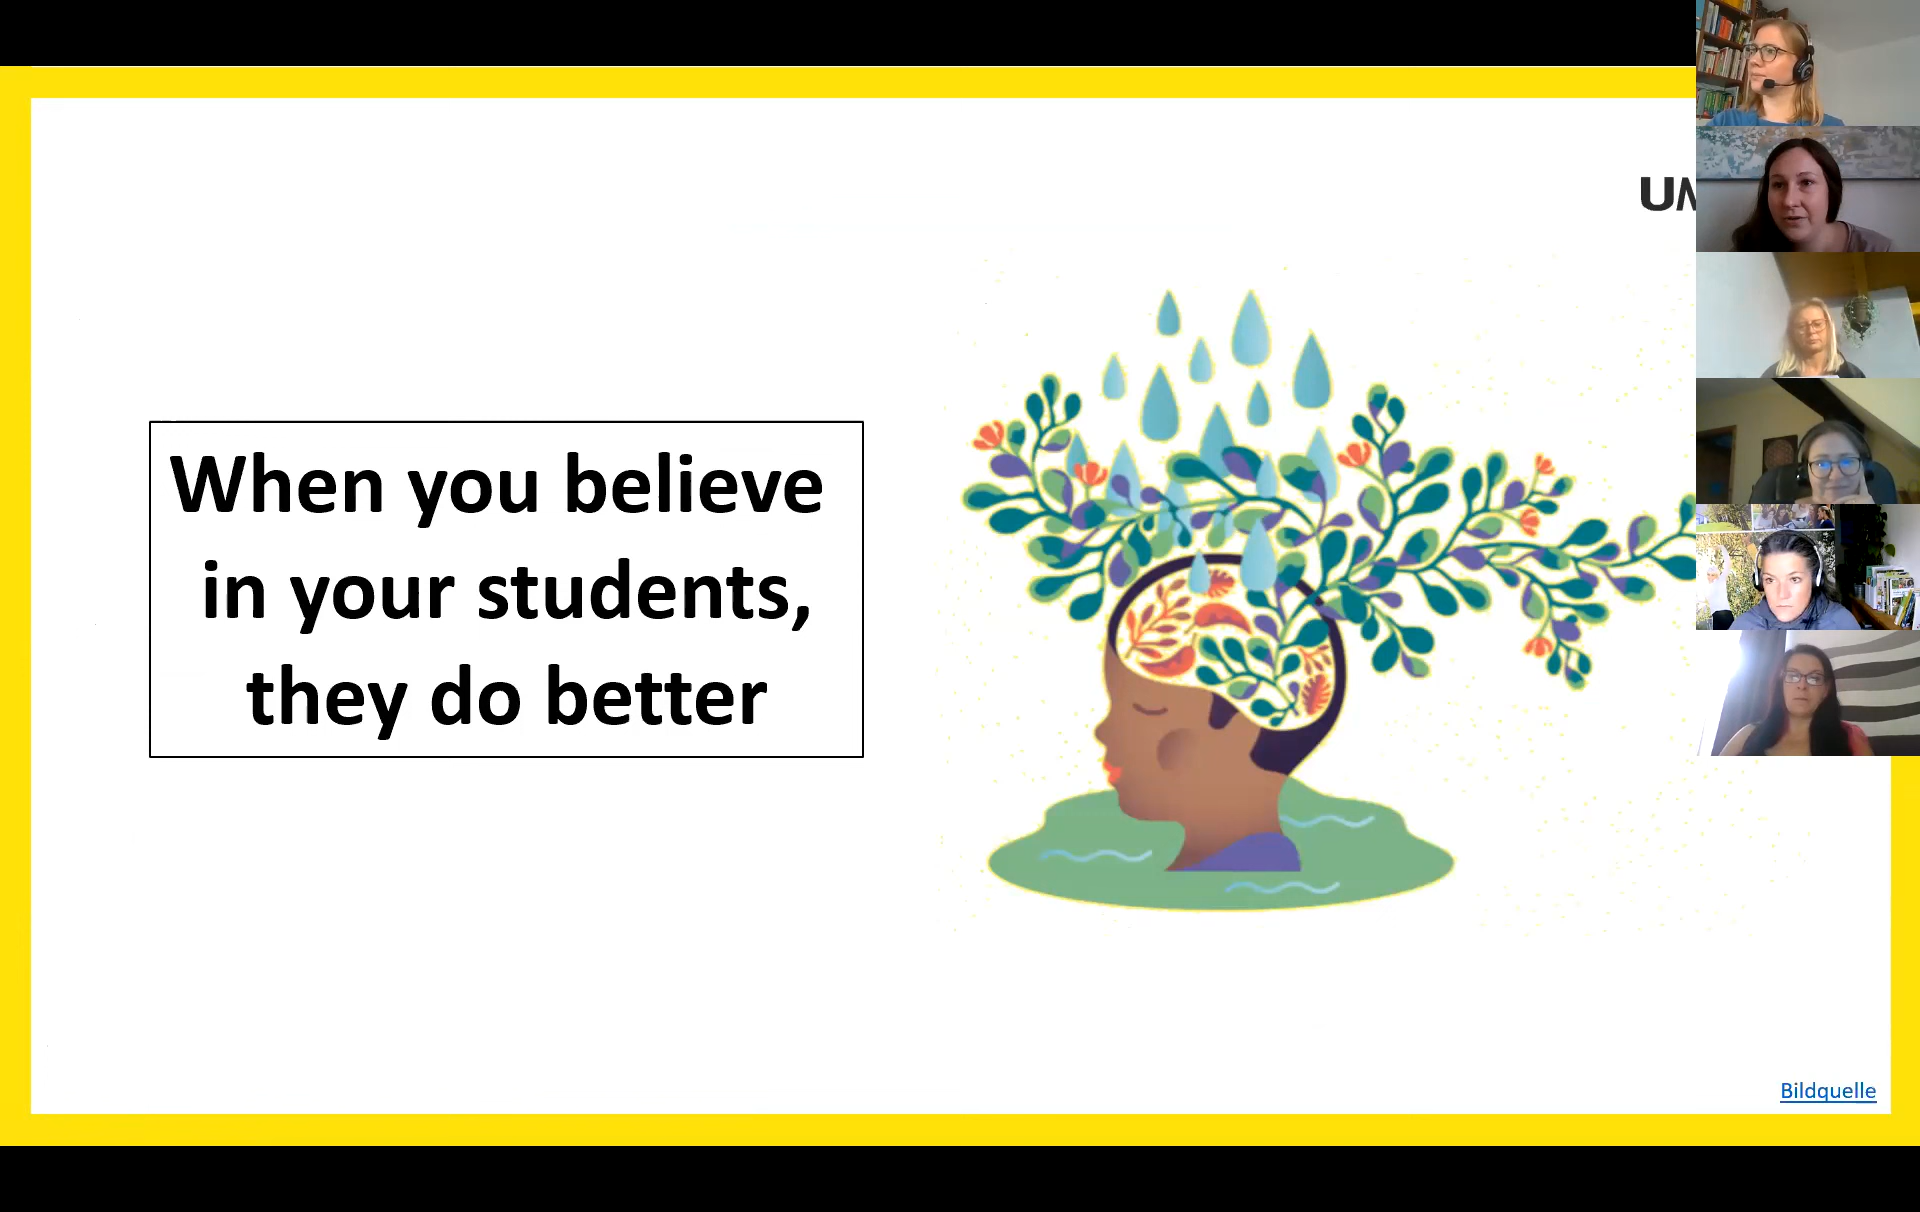 When you believe
in your students,
they do better
Bildquelle